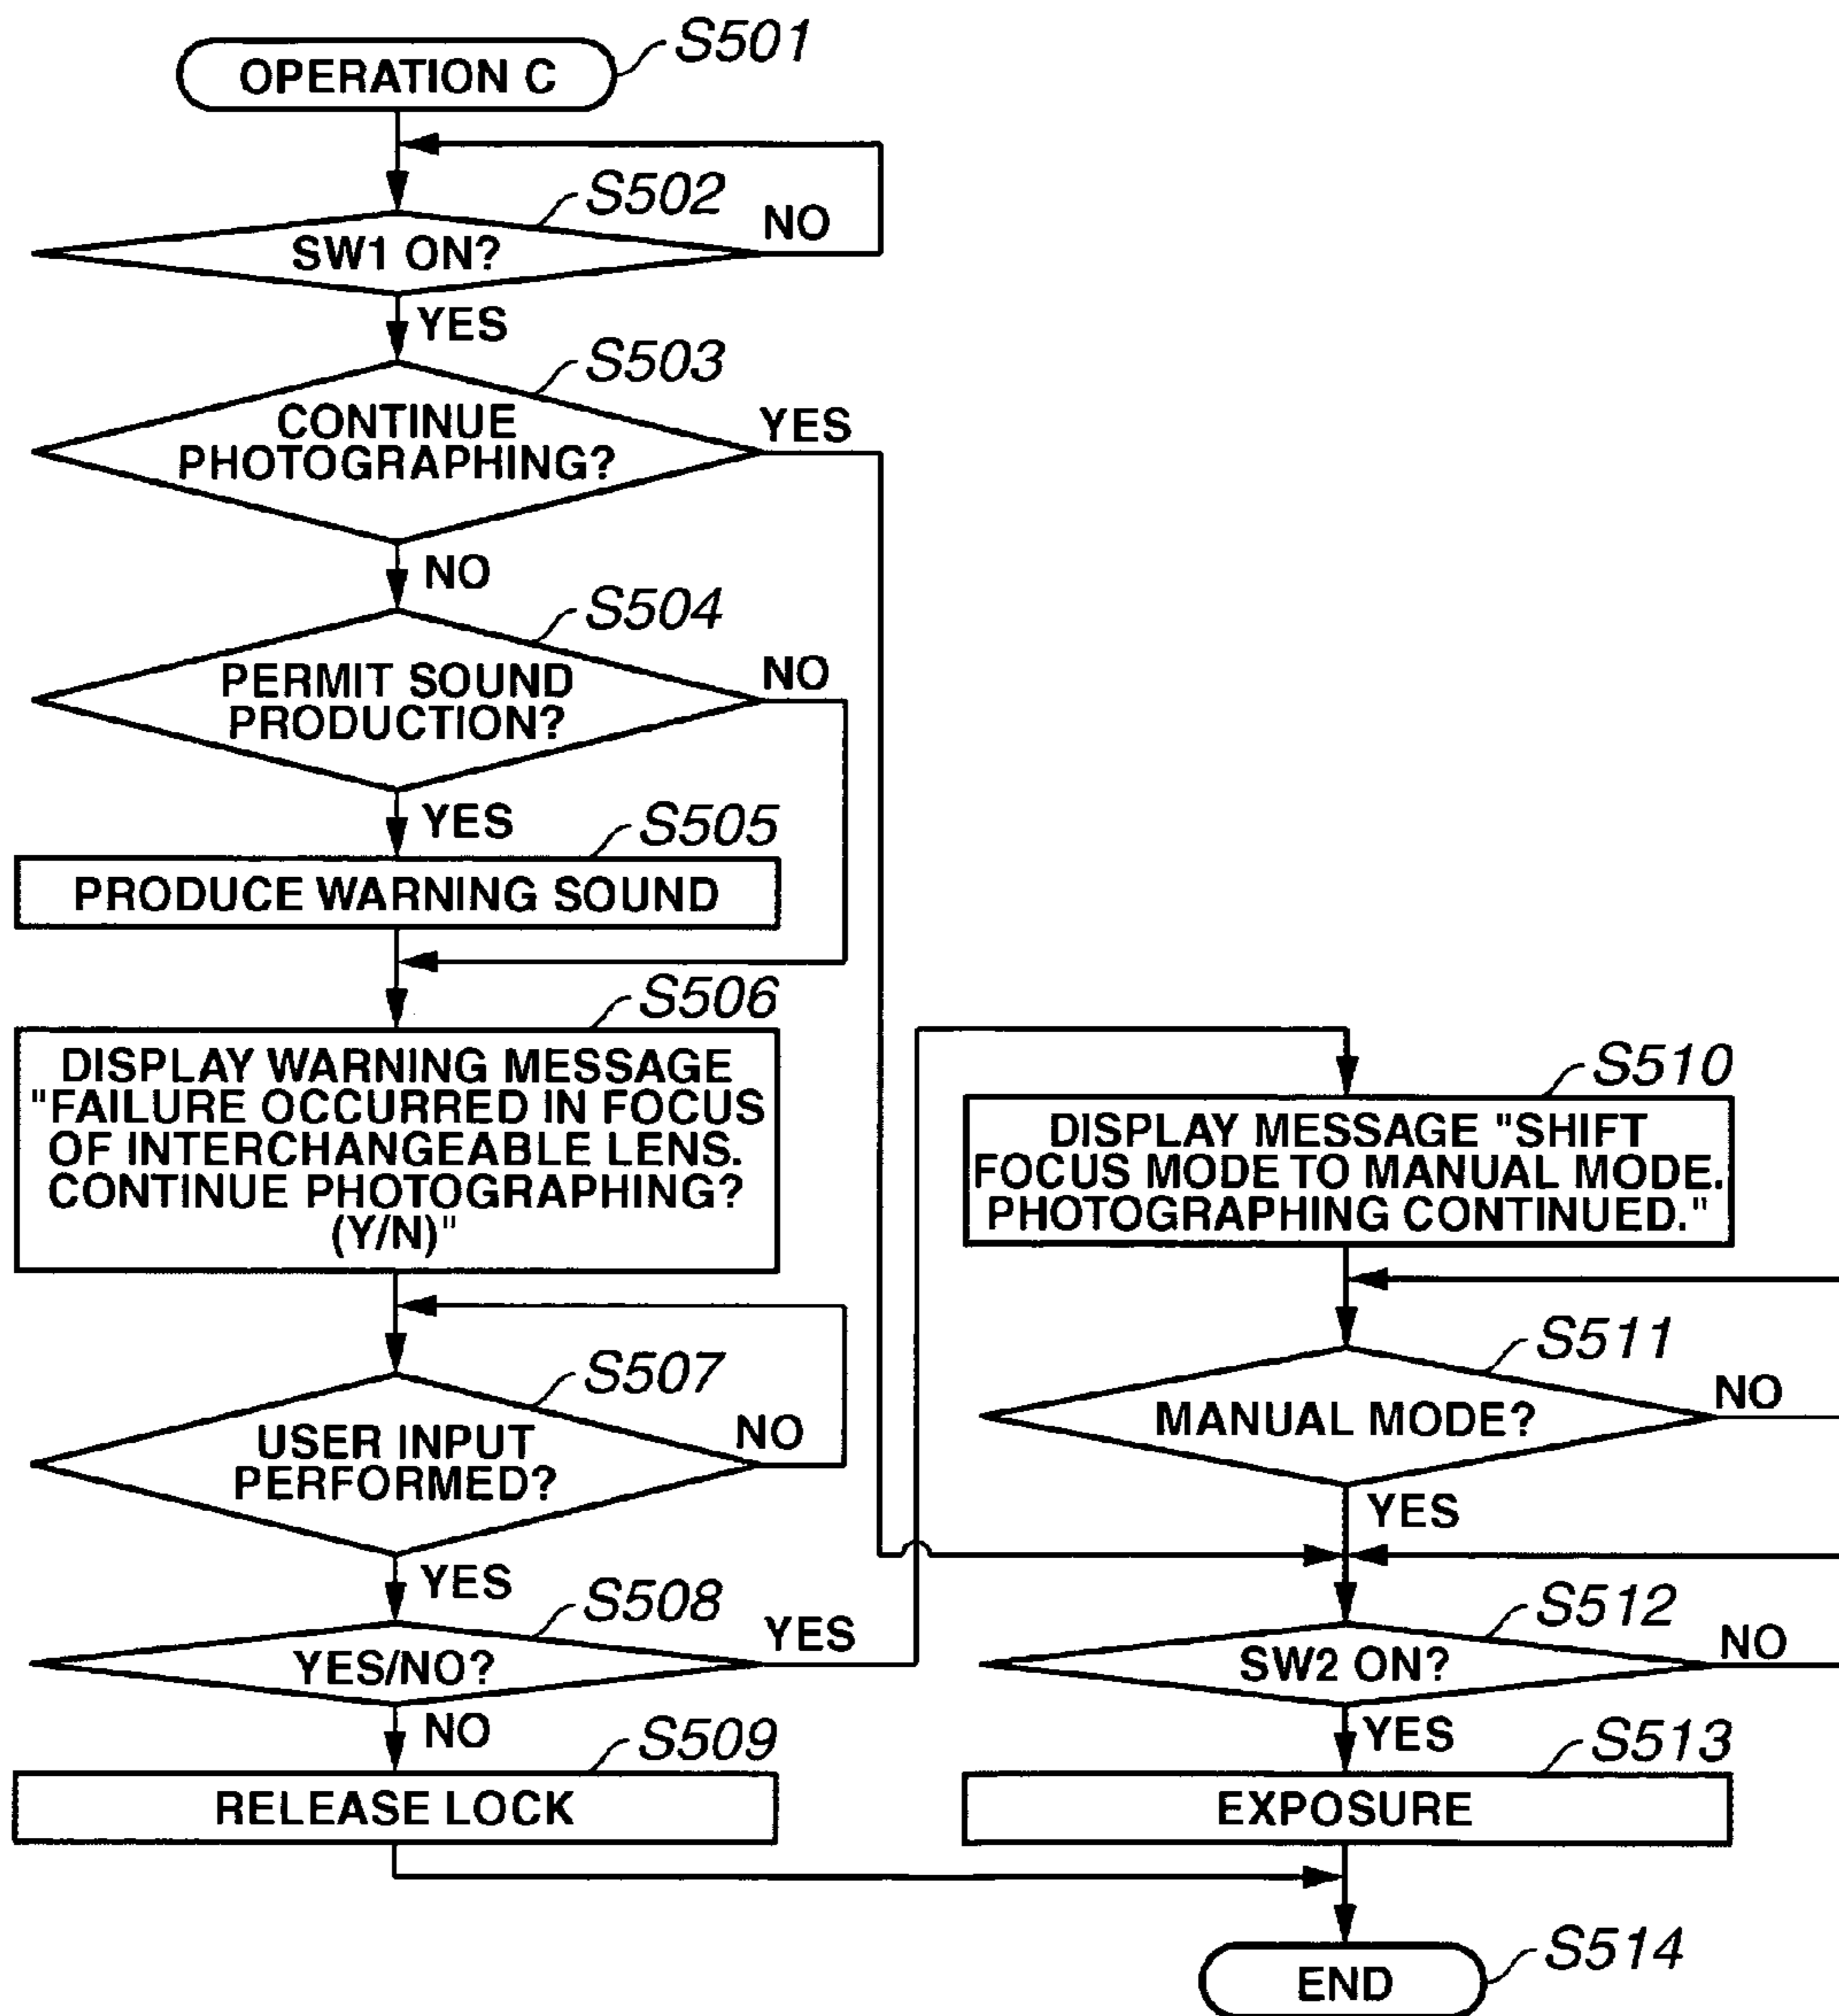 OPERATION C
S501
S502
SW1 ON?
NO
YES
S503
CONTINUE
PHOTOGRAPHING?
YES
NO
S504
PERMIT SOUND
PRODUCTION?
NO
YES
S505
PRODUCE WARNING SOUND
S506
DISPLAY WARNING MESSAGE
"FAILURE OCCURRED IN FOCUS
OF INTERCHANGEABLE LENS.
CONTINUE PHOTOGRAPHING?
(Y/N)"
S507
USER INPUT
PERFORMED?
NO
YES
S508
YES/NO?
YES
NO
S509
RELEASE LOCK
S510
DISPLAY MESSAGE "SHIFT
FOCUS MODE TO MANUAL MODE.
PHOTOGRAPHING CONTINUED."
S511
MANUAL MODE?
NO
YES
S512
SW2 ON?
NO
YES
S513
EXPOSURE
END
S514